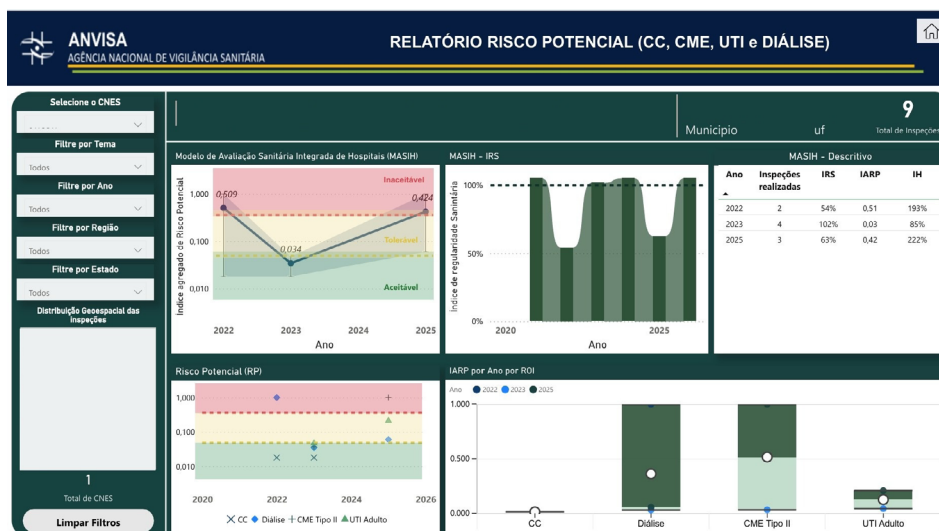 ANVISA
AGÊNCIA NACIONAL DE VIGILÂNCIA SANITÁRIA
RELATÓRIO RISCO POTENCIAL (CC, CME, UTI e DIÁLISE)
Selecione o CNES
Filtre por Tema
Todos
Filtre por Ano
Todos
Filtre por Região
Todos
Filtre por Estado
Todos
Distribuição Geoespacial das
Inspeções
1
Total de CNES
Limpar Filtros
Municipio
uf
9
Total de Inspeções
Modelo de Avaliação Sanitária Integrada de Hospitais (MASIH)
Indice agregado de Risco Potencial
1,000
0,100
0,010
0,509
0,034
0,424
Inaceitável
Tolerável
Aceitável
2022 2023 2024 2025
Ano
MASIH - IRS
Índice de regularidade Sanintária
100%
50%
0%
2020 2025
Ano
MASIH - Descritivo
Ano Inspeções realizadas IRS IARP IH
2022 2 54% 0,51 193%
2023 4 102% 0,03 85%
2025 3 63% 0,42 222%
Risco Potencial (RP)
1,000
0,100
0,010
2020 2022 2024 2026
CC Diálise CME Tipo II UTI Adulto
IARP por Ano por ROI
Ano 2022 2023 2025
1.000
0.500
0.000
CC Diálise CME Tipo II UTI Adulto